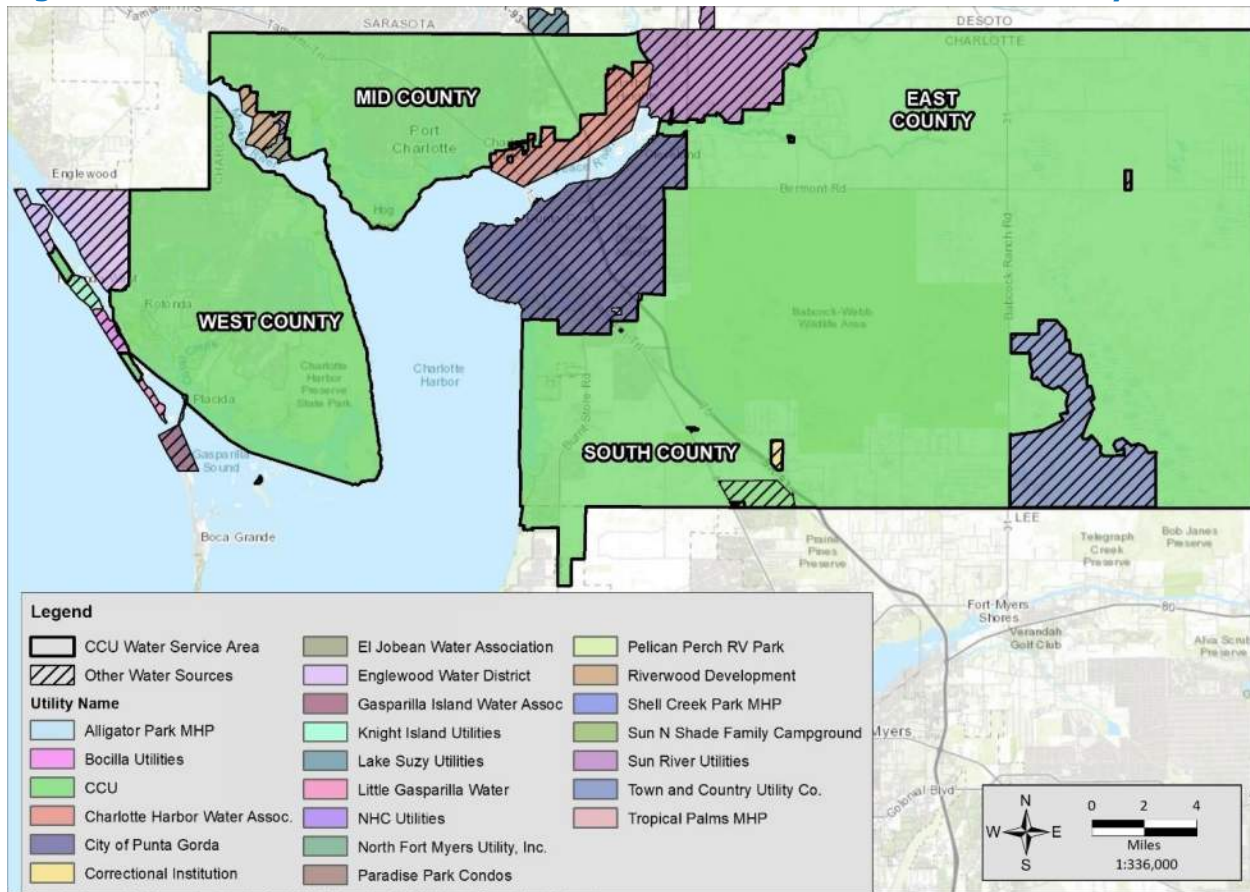 SARASOTA
DESOTO
CHARLOTTE
MID COUNTY
EAST
COUNTY
Port
Charlotte
CHARLOTTE
Englewood
Bermont Rd
Hog
31
Babcock Ranch Rd
Rotonda
WEST COUNTY
Babcock-Webb
Wildlife Area
Charlotte
Harbor
Preserve
State Park
Charlotte
Harbor
Placida
Burnt Store Rd
SOUTH COUNTY
Gasparilla
Sound
LEE
31
Boca Grande
Prairie
Pines
Preserve
Telegraph
Creek
Preserve
Bob Janes
Preserve
Fort Myers
Shores
80
Verandah
Golf Club
Alva Scrub
Preserve
Myers
Colonial Blvd
Legend
CCU Water Service Area
Other Water Sources
Utility Name
Alligator Park MHP
Bocilla Utilities
CCU
Charlotte Harbor Water Assoc.
City of Punta Gorda
Correctional Institution
El Jobean Water Association
Englewood Water District
Gasparilla Island Water Assoc
Knight Island Utilities
Lake Suzy Utilities
Little Gasparilla Water
NHC Utilities
North Fort Myers Utility, Inc.
Paradise Park Condos
Pelican Perch RV Park
Riverwood Development
Shell Creek Park MHP
Sun N Shade Family Campground
Sun River Utilities
Town and Country Utility Co.
Tropical Palms MHP
N
W E
S
0 2 4
Miles
1:336,000